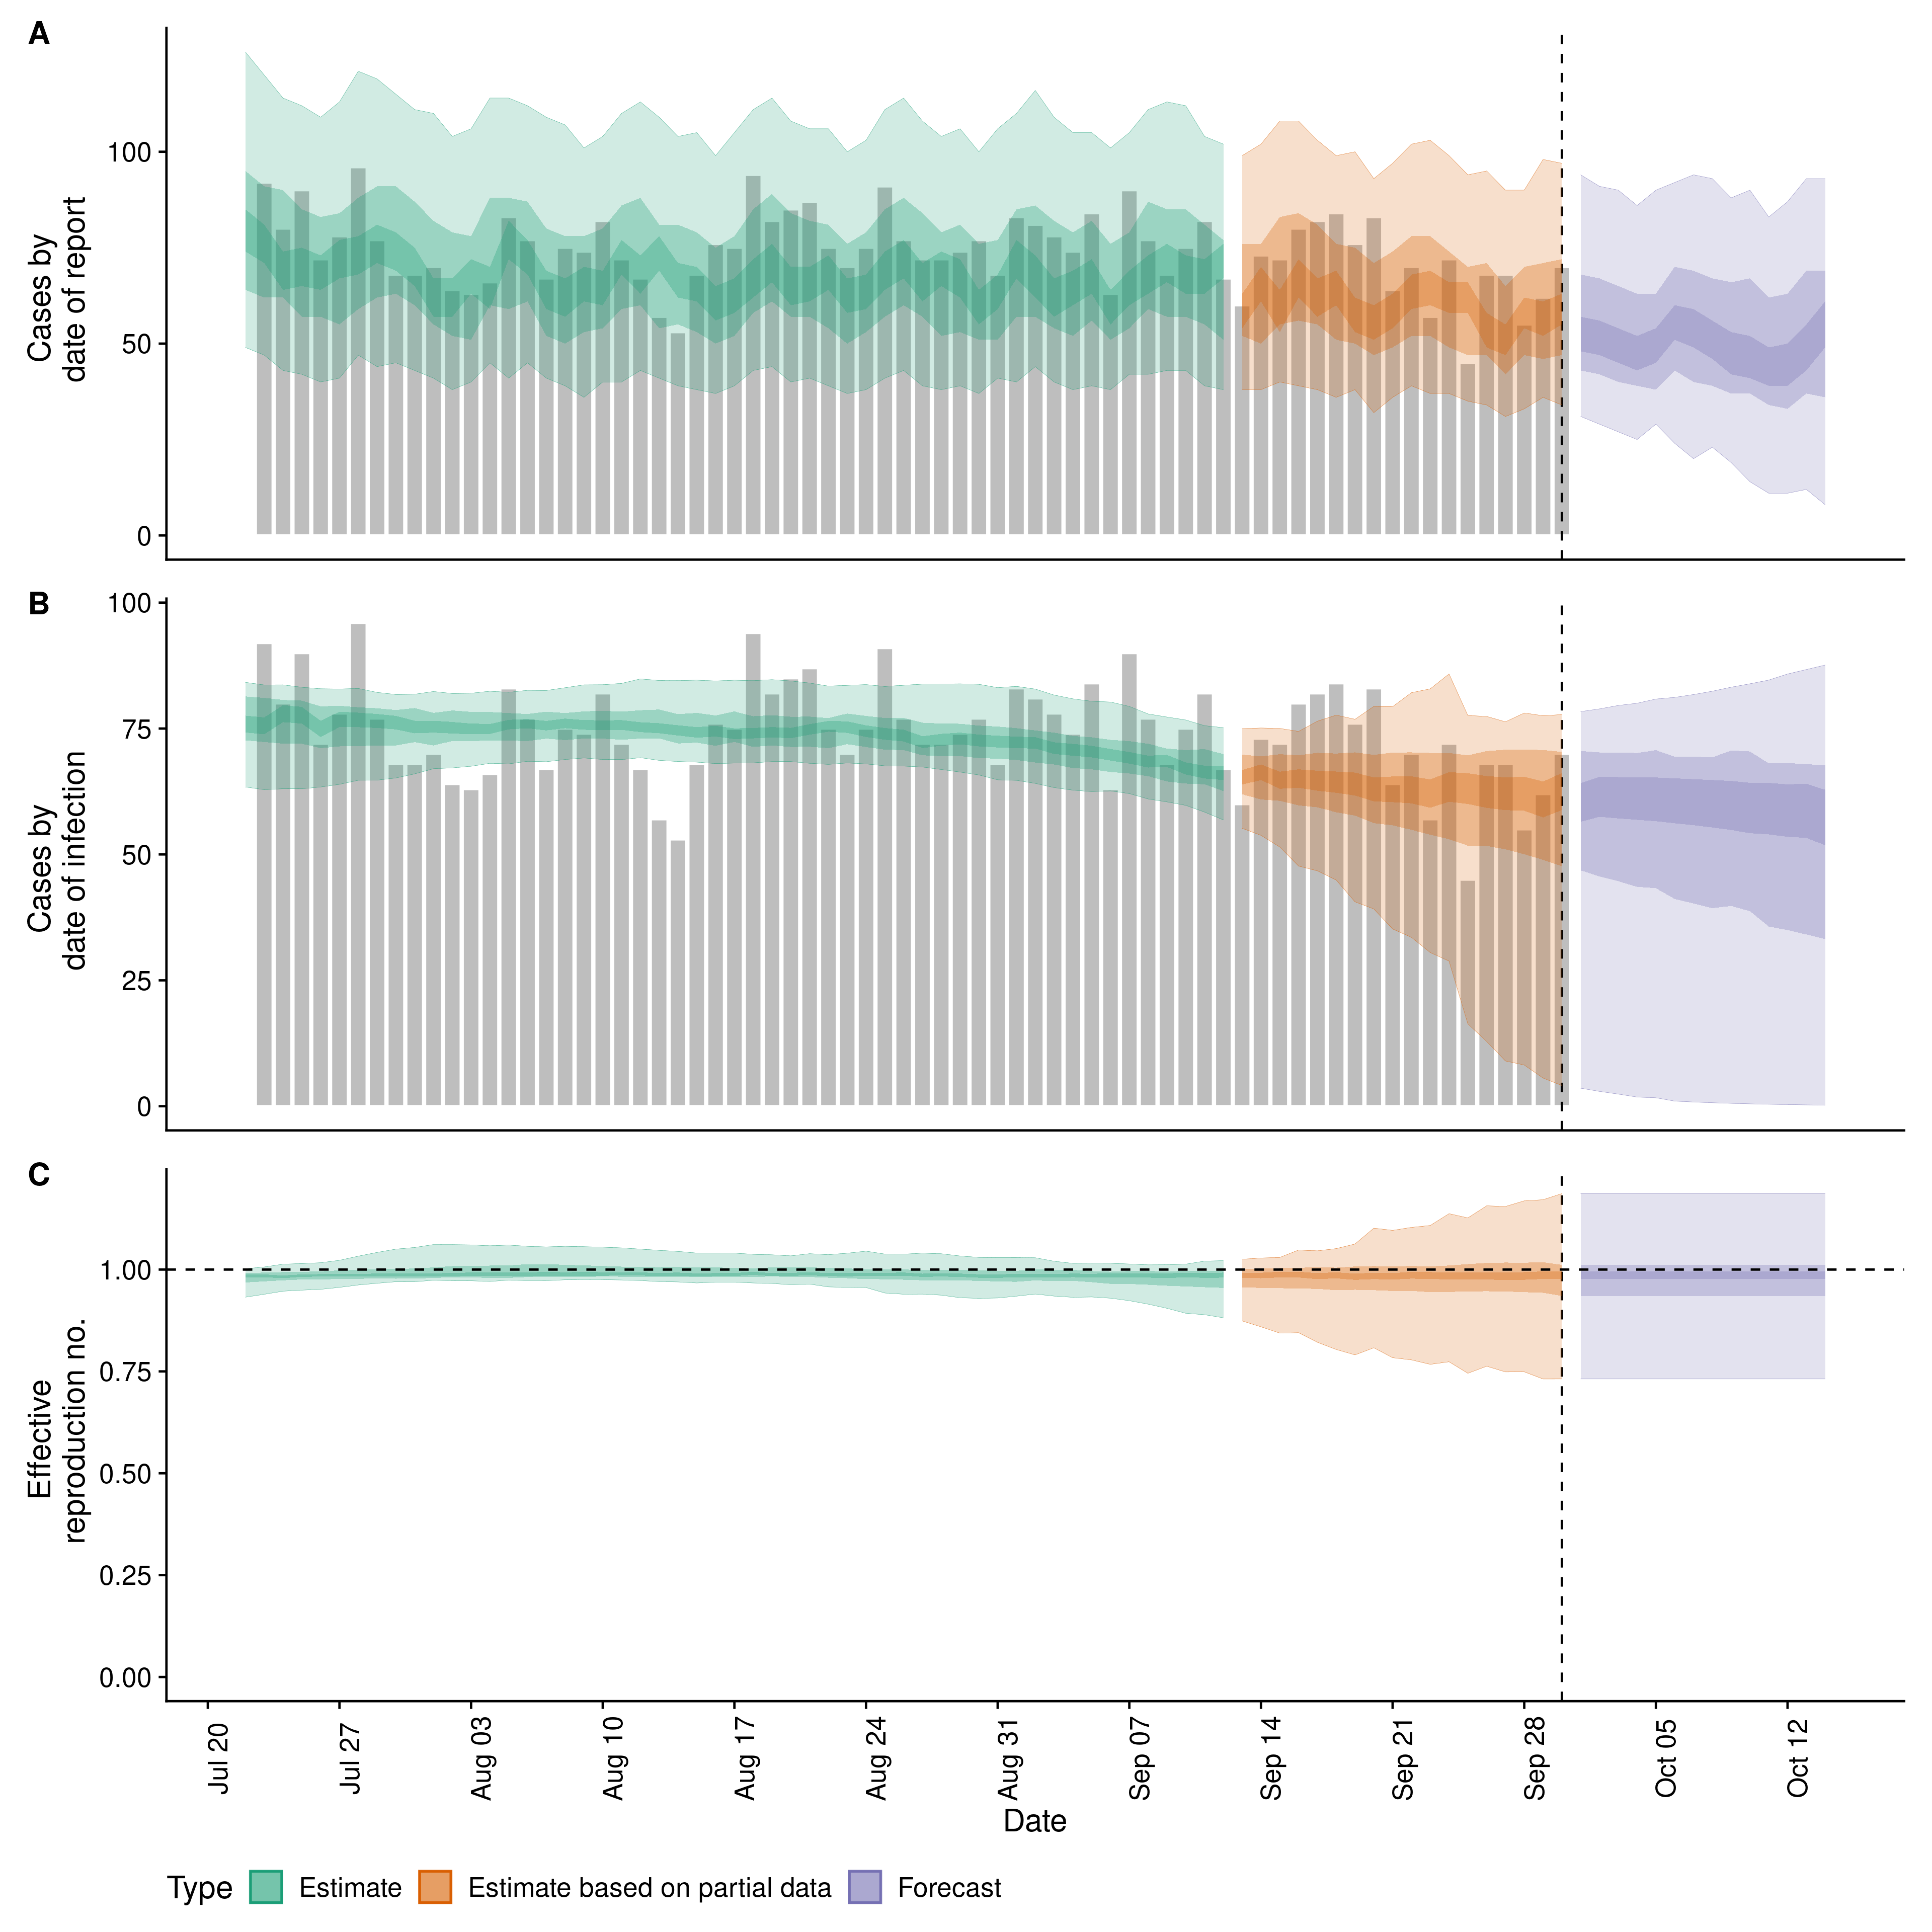 A
Cases by
date of report
100
50
0
B
Cases by
date of infection
100
75
50
25
0
C
Effective
reproduction no.
1.00
0.75
0.50
0.25
0.00
Jul 20
Jul 27
Aug 03
Aug 10
Aug 17
Aug 24
Aug 31
Sep 07
Sep 14
Sep 21
Sep 28
Oct 05
Oct 12
Date
Type Estimate Estimate based on partial data Forecast